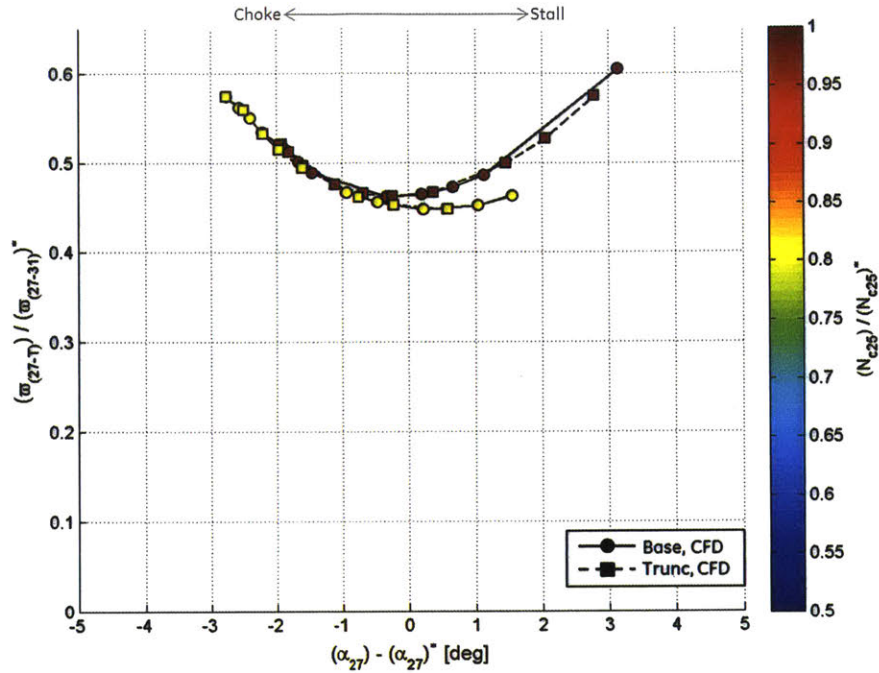 Choke Stall
0.6
0.5
0.4
0.3
0.2
0.1
0
-5 -4 -3 -2 -1 0 1 2 3 4 5
(ϖ(27-T)) / (ϖ(27-31))*
(α27) - (α27)* [deg]
Base, CFD
Trunc, CFD
1
0.95
0.9
0.85
0.8
0.75
0.7
0.65
0.6
0.55
0.5
(Nc25) / (Nc25)*